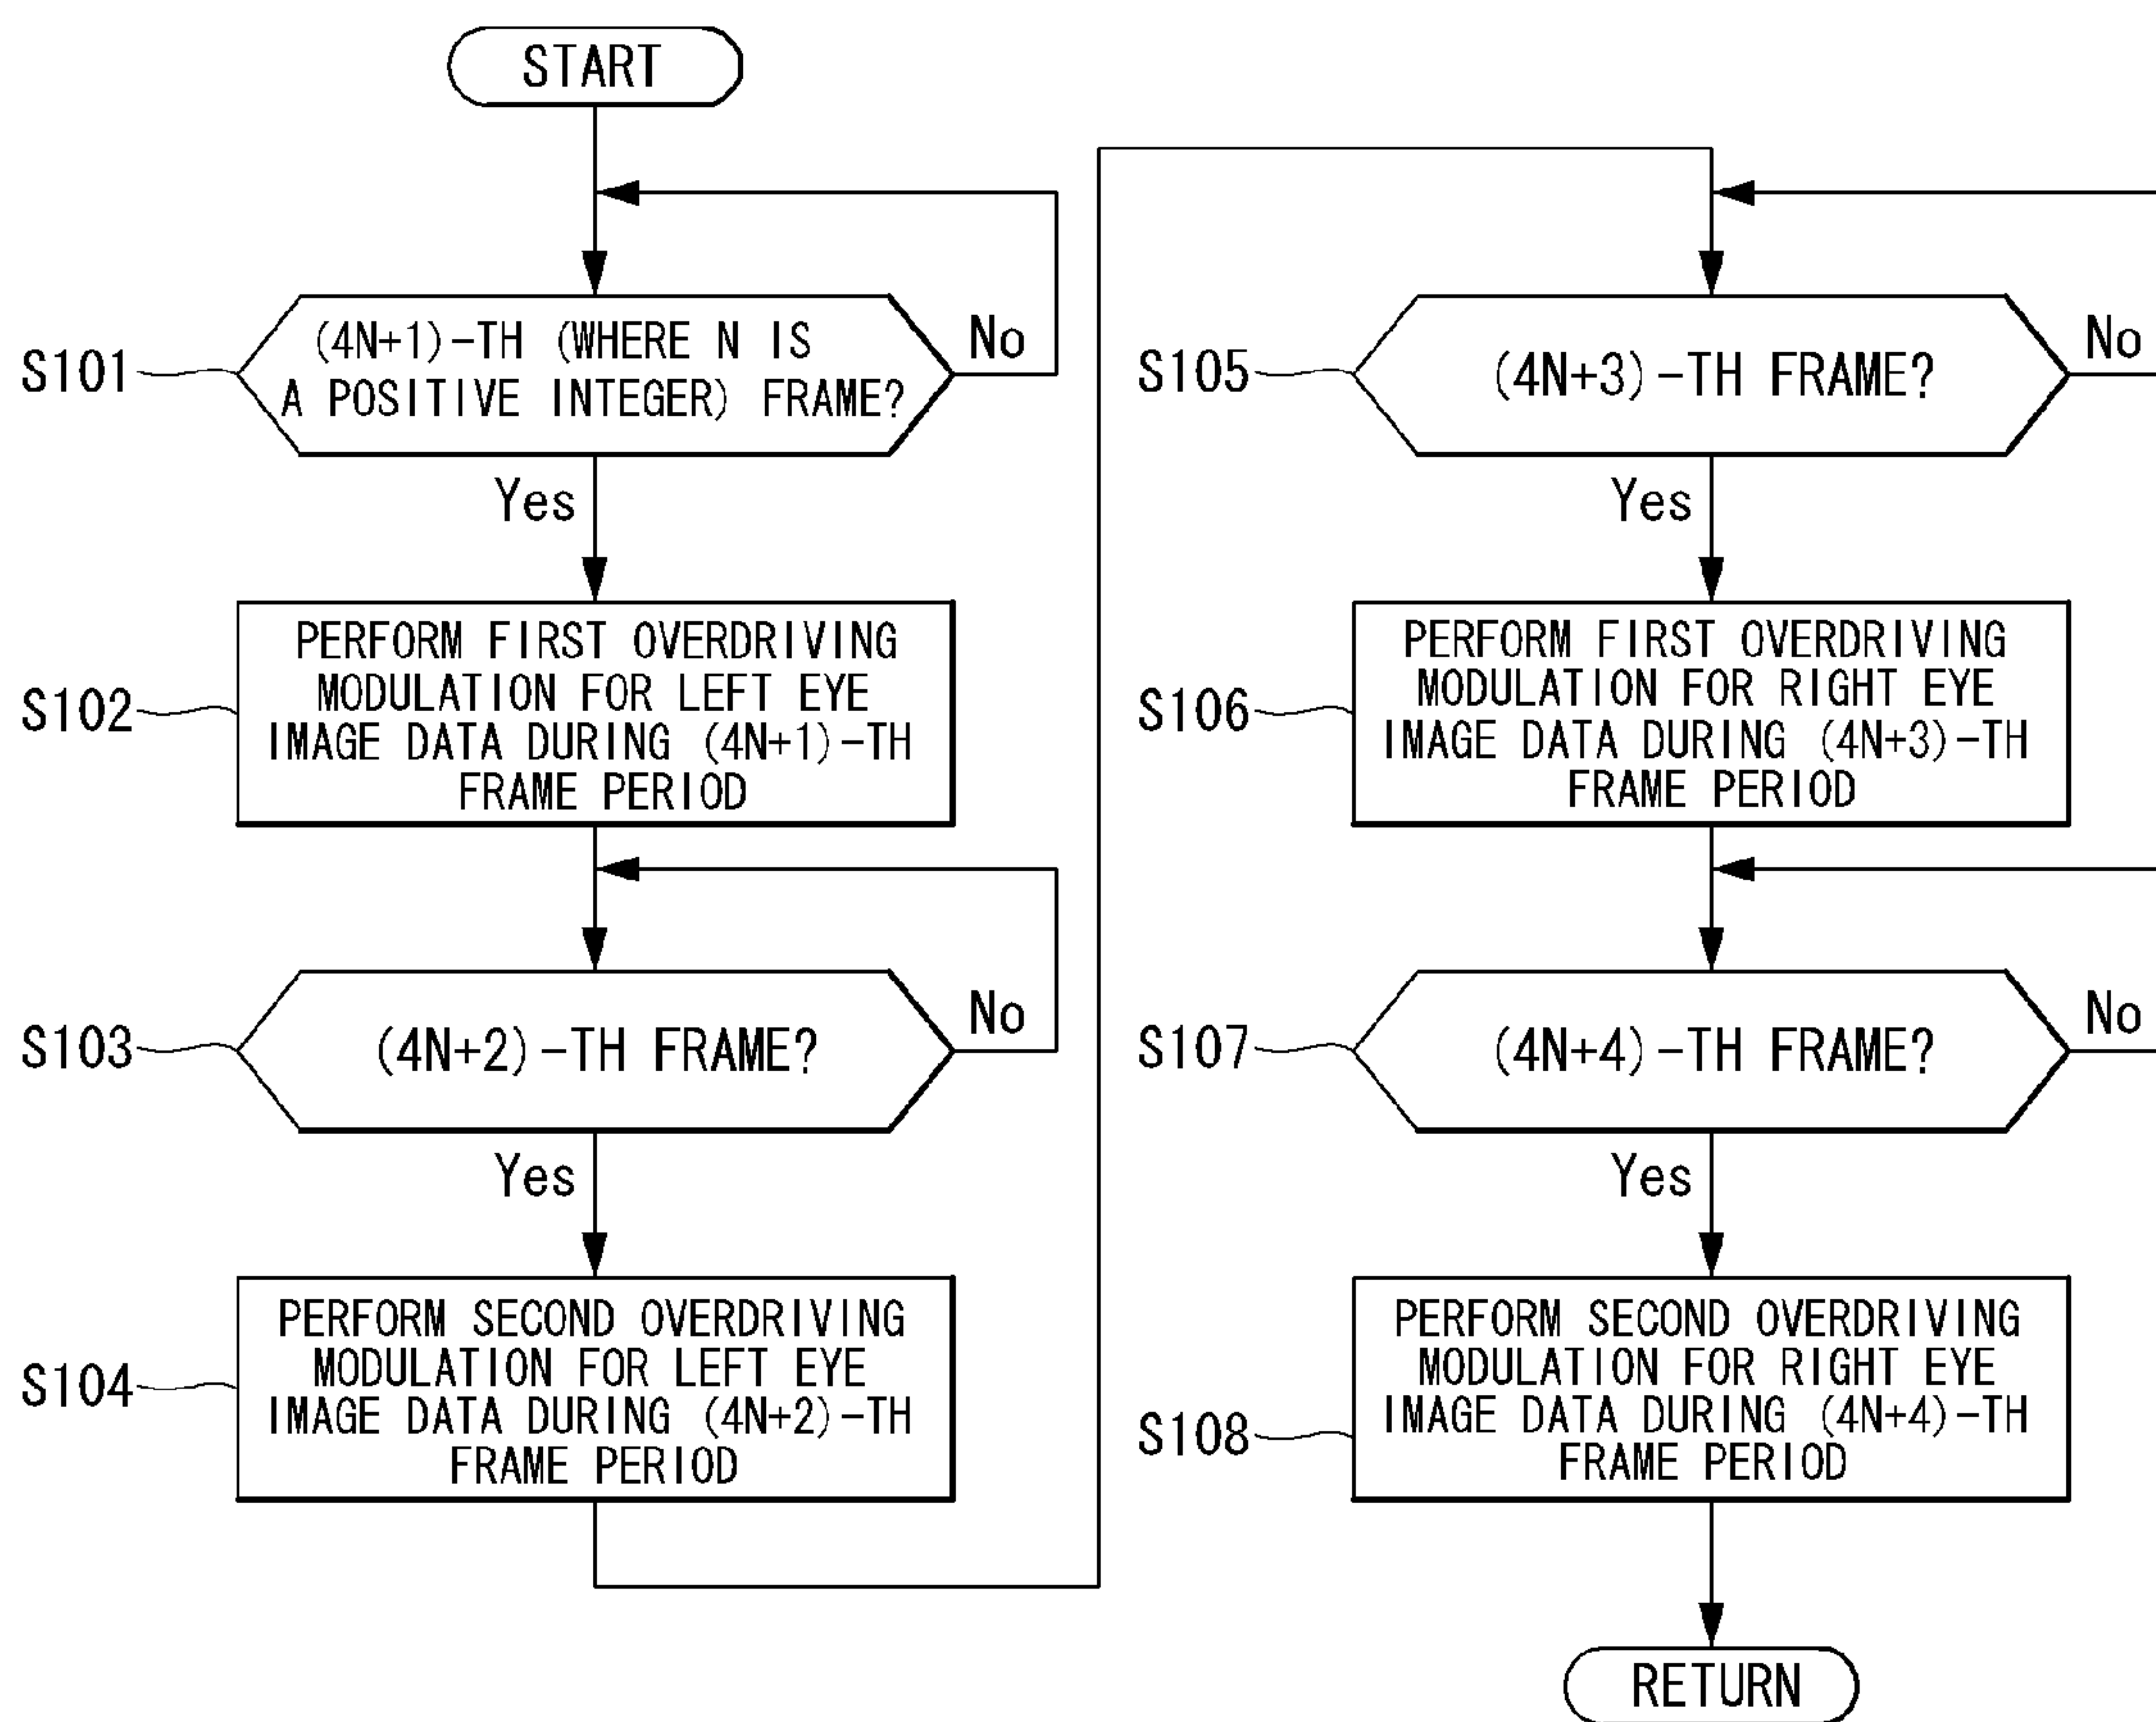 START
S101
(4N+1)-TH (WHERE N IS
A POSITIVE INTEGER) FRAME?
No
Yes
S102
PERFORM FIRST OVERDRIVING
MODULATION FOR LEFT EYE
IMAGE DATA DURING (4N+1)-TH
FRAME PERIOD
S103
(4N+2)-TH FRAME?
No
Yes
S104
PERFORM SECOND OVERDRIVING
MODULATION FOR LEFT EYE
IMAGE DATA DURING (4N+2)-TH
FRAME PERIOD
S105
(4N+3)-TH FRAME?
No
Yes
S106
PERFORM FIRST OVERDRIVING
MODULATION FOR RIGHT EYE
IMAGE DATA DURING (4N+3)-TH
FRAME PERIOD
S107
(4N+4)-TH FRAME?
No
Yes
S108
PERFORM SECOND OVERDRIVING
MODULATION FOR RIGHT EYE
IMAGE DATA DURING (4N+4)-TH
FRAME PERIOD
RETURN